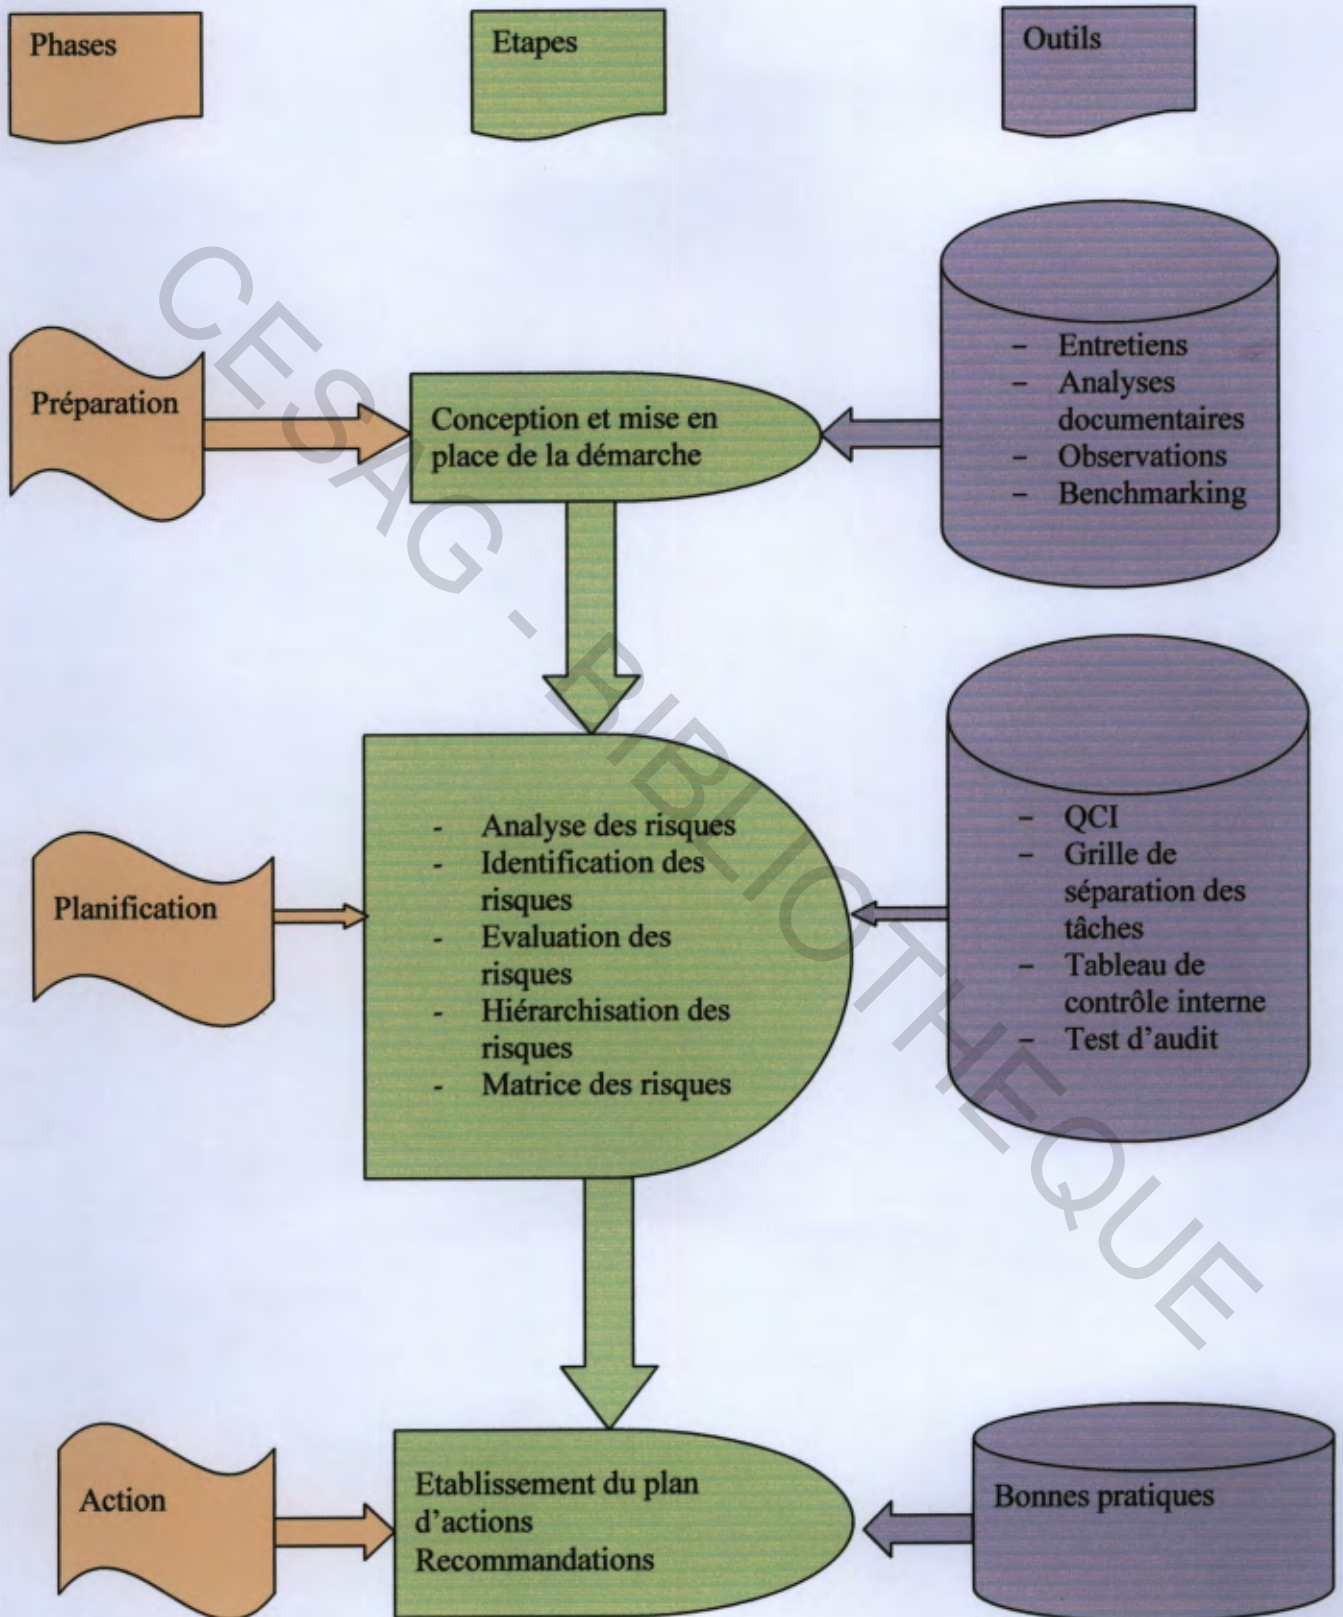 Phases
Etapes
Outils
Préparation
Conception et mise en
place de la démarche
– Entretiens
– Analyses
documentaires
– Observations
– Benchmarking
Planification
- Analyse des risques
- Identification des
risques
- Evaluation des
risques
- Hiérarchisation des
risques
- Matrice des risques
– QCI
– Grille de
séparation des
tâches
– Tableau de
contrôle interne
– Test d'audit
Action
Etablissement du plan
d'actions
Recommandations
Bonnes pratiques
CESAG - BIBLIOTHEQUE